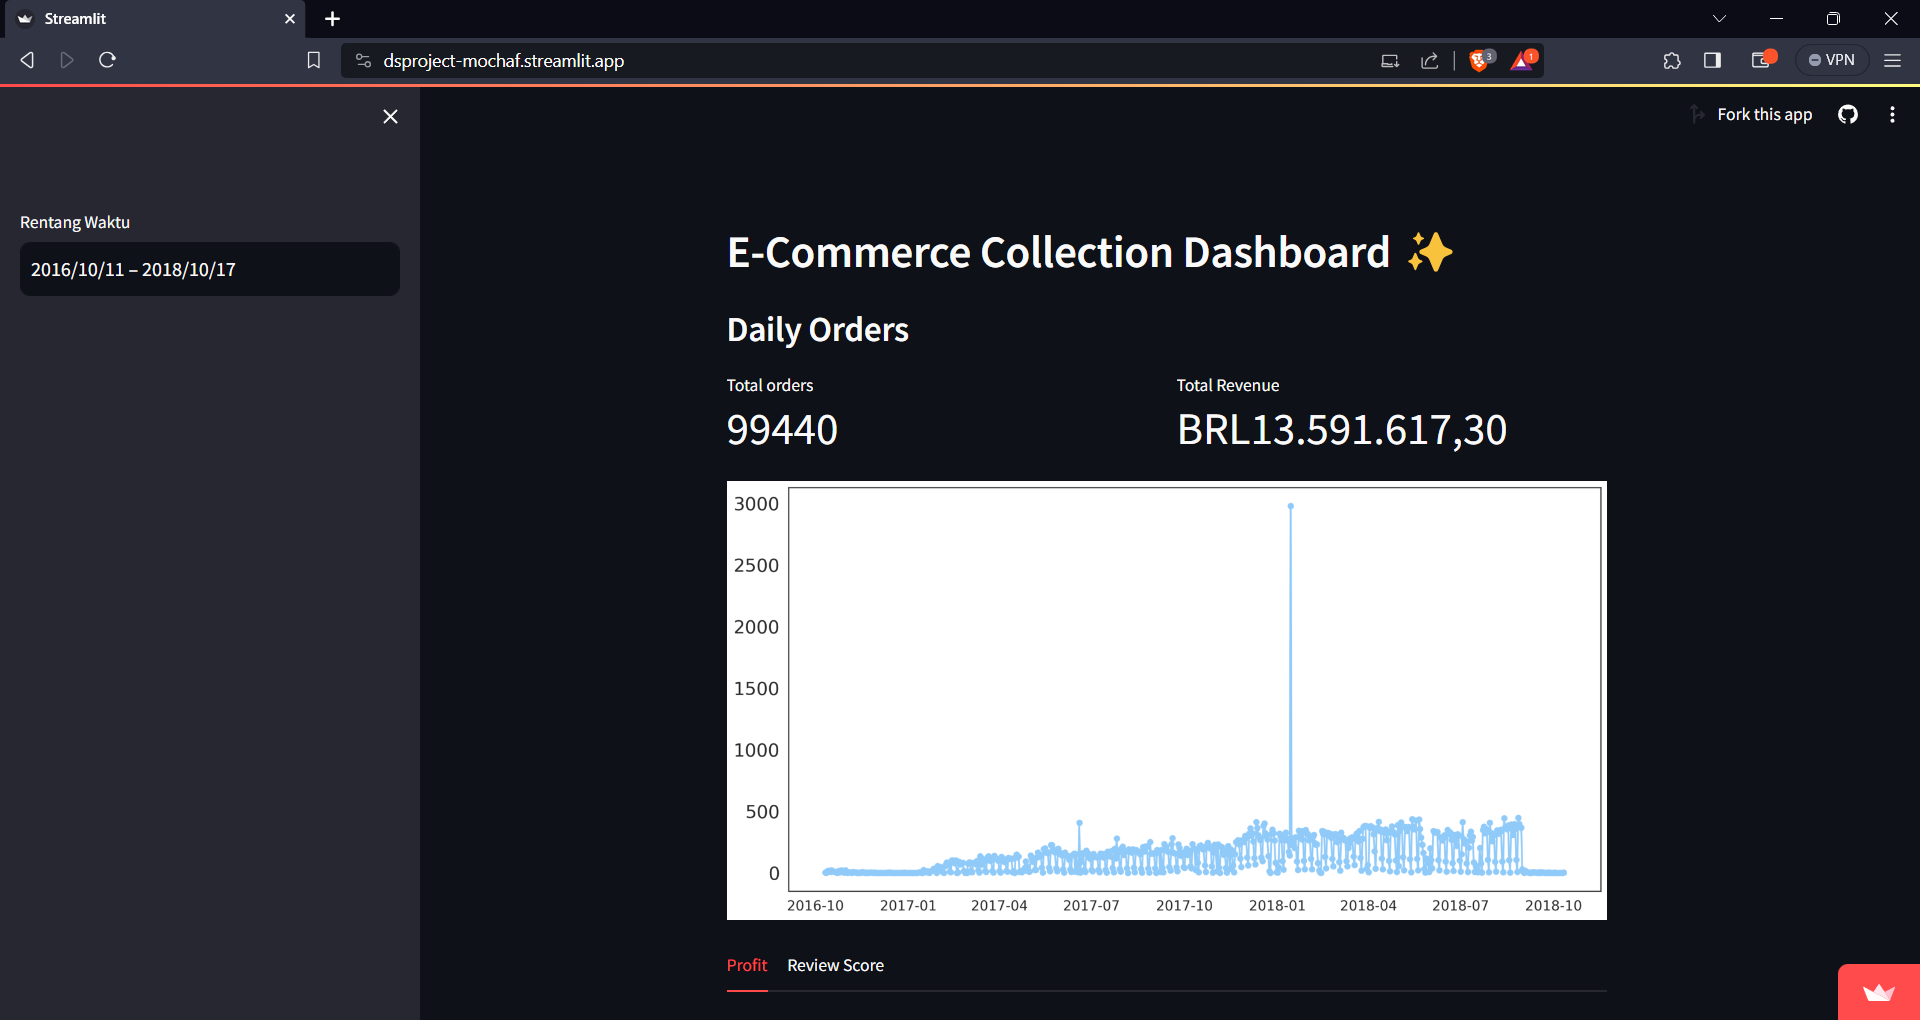 Streamlit
dsproject-mochaf.streamlit.app
3
1
VPN
Fork this app
Rentang Waktu
2016/10/11 – 2018/10/17
E-Commerce Collection Dashboard ✨
Daily Orders
Total orders
Total Revenue
99440
BRL13.591.617,30
3000
2500
2000
1500
1000
500
0
2016-10 2017-01 2017-04 2017-07 2017-10 2018-01 2018-04 2018-07 2018-10
Profit
Review Score